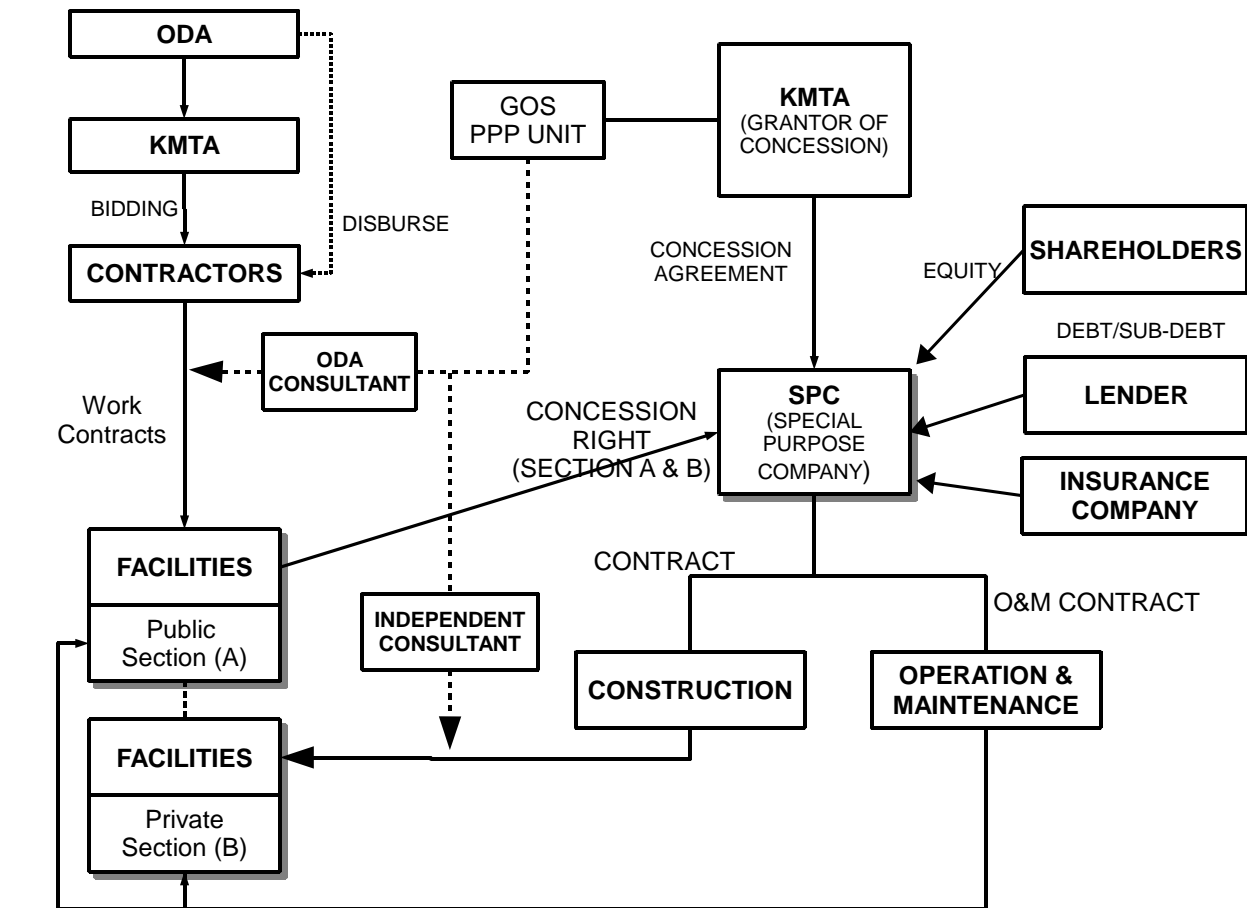 ODA
KMTA
BIDDING
DISBURSE
CONTRACTORS
GOS
PPP UNIT
KMTA
(GRANTOR OF
CONCESSION)
CONCESSION
AGREEMENT
EQUITY
SHAREHOLDERS
DEBT/SUB-DEBT
LENDER
INSURANCE
COMPANY
ODA
CONSULTANT
Work
Contracts
CONCESSION
RIGHT
(SECTION A & B)
SPC
(SPECIAL
PURPOSE
COMPANY)
FACILITIES
Public
Section (A)
INDEPENDENT
CONSULTANT
CONTRACT
O&M CONTRACT
CONSTRUCTION
OPERATION &
MAINTENANCE
FACILITIES
Private
Section (B)